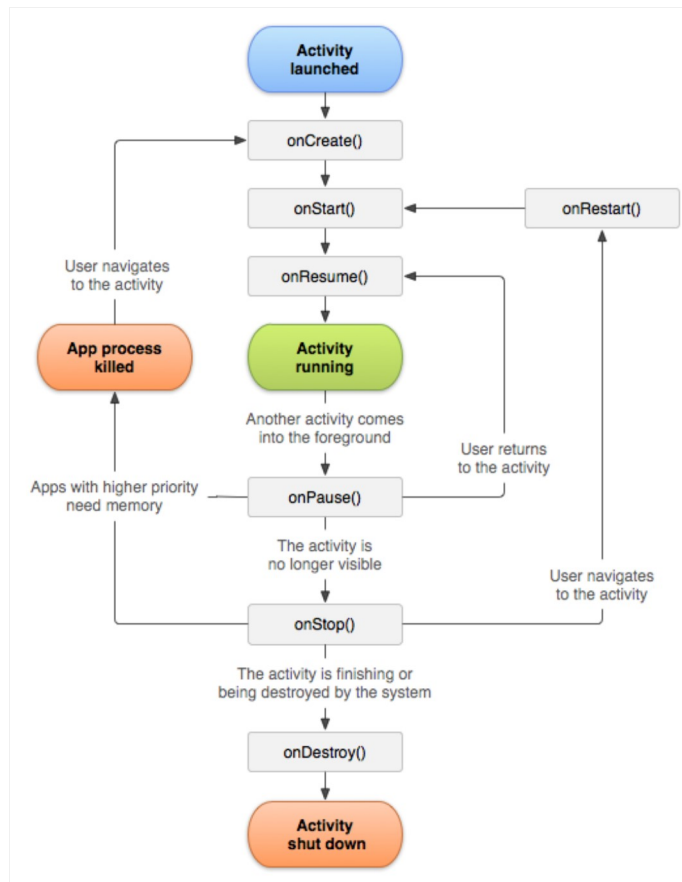 Activity
launched
onCreate()
onStart()
onRestart()
User navigates
to the activity
onResume()
App process
killed
Activity
running
Another activity comes
into the foreground
User returns
to the activity
Apps with higher priority
need memory
onPause()
The activity is
no longer visible
User navigates
to the activity
onStop()
The activity is finishing or
being destroyed by the system
onDestroy()
Activity
shut down